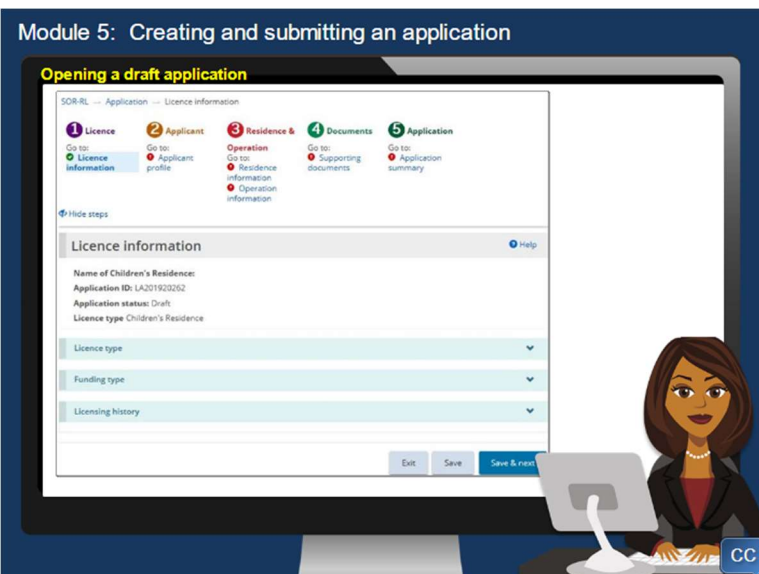 Module 5: Creating and submitting an application
Opening a draft application
SOR-RL → Application → Licence information
1 Licence
Go to:
Licence
information
2 Applicant
Go to:
Applicant
profile
3 Residence &
Operation
Go to:
Residence
information
Operation
information
4 Documents
Go to:
Supporting
documents
5 Application
Go to:
Application
summary
Hide steps
Licence information
Help
Name of Children's Residence:
Application ID: LA201920262
Application status: Draft
Licence type Children's Residence
Licence type
Funding type
Licensing history
Exit Save Save & next
CC